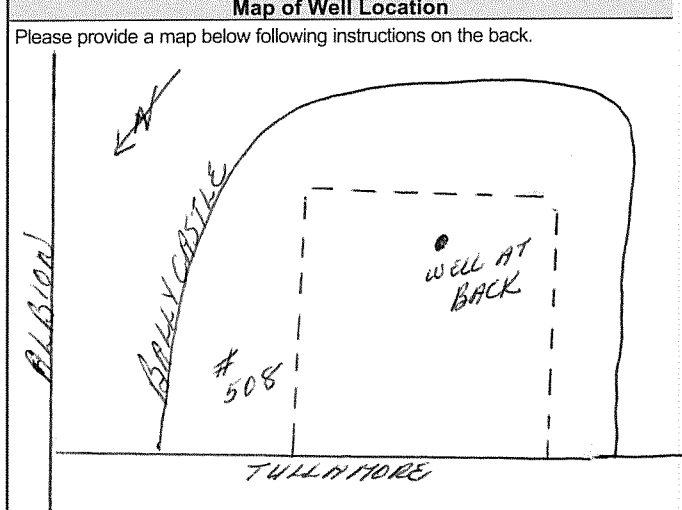 Map of Well Location
Please provide a map below following instructions on the back.
N
BALLYCASTLE
ALBION
WELL AT
BACK
#
508
TULLAMORE